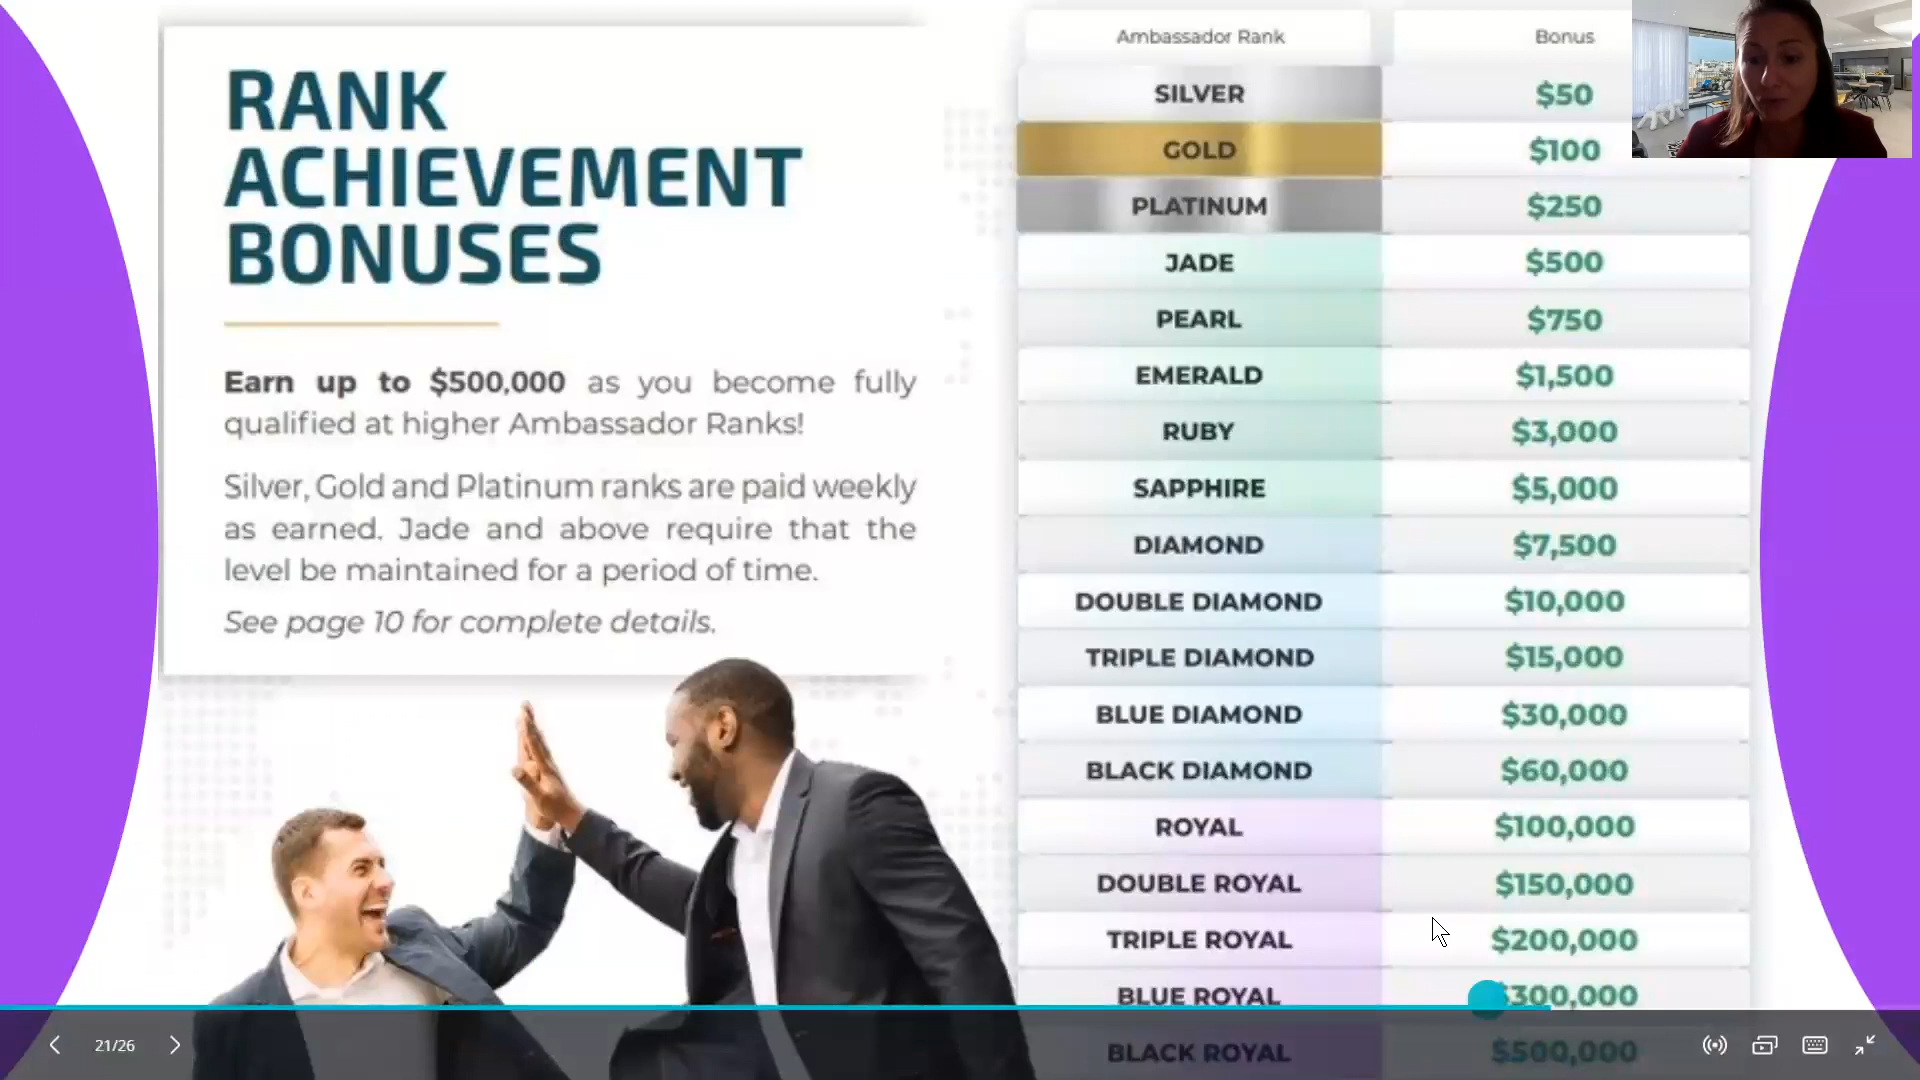 RANK
ACHIEVEMENT
BONUSES
Earn up to $500,000 as you become fully
qualified at higher Ambassador Ranks!
Silver, Gold and Platinum ranks are paid weekly
as earned. Jade and above require that the
level be maintained for a period of time.
See page 10 for complete details.
Ambassador Rank Bonus
SILVER $50
GOLD $100
PLATINUM $250
JADE $500
PEARL $750
EMERALD $1,500
RUBY $3,000
SAPPHIRE $5,000
DIAMOND $7,500
DOUBLE DIAMOND $10,000
TRIPLE DIAMOND $15,000
BLUE DIAMOND $30,000
BLACK DIAMOND $60,000
ROYAL $100,000
DOUBLE ROYAL $150,000
TRIPLE ROYAL $200,000
BLUE ROYAL $300,000
BLACK ROYAL $500,000
21/26